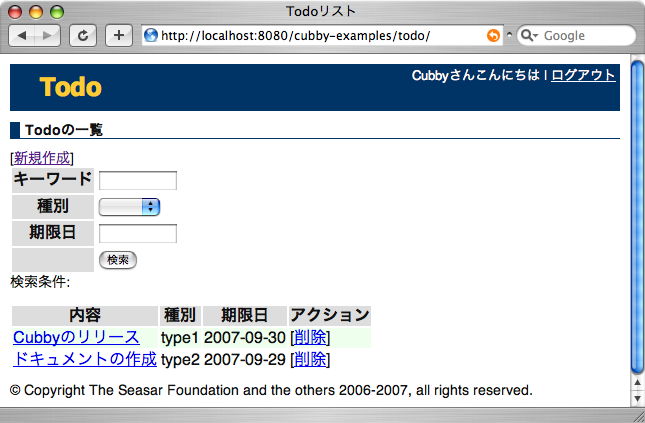 Todoリスト
http://localhost:8080/cubby-examples/todo/
Google
Todo
Cubbyさんこんにちは | ログアウト
Todoの一覧
[新規作成]
キーワード
種別
期限日
検索
検索条件:
内容 種別 期限日 アクション
Cubbyのリリース type1 2007-09-30 [削除]
ドキュメントの作成 type2 2007-09-29 [削除]
© Copyright The Seasar Foundation and the others 2006-2007, all rights reserved.